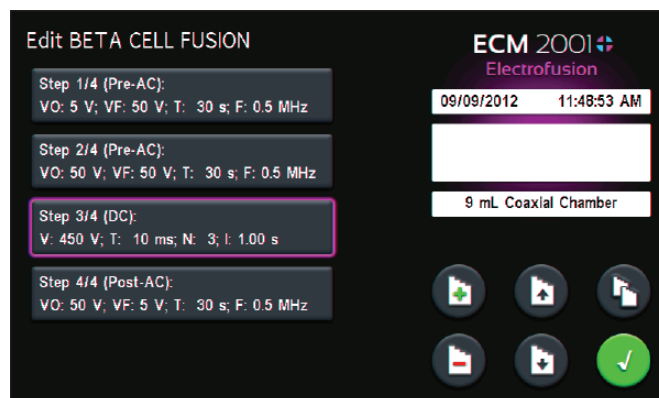 Edit BETA CELL FUSION
Step 1/4 (Pre-AC):
VO: 5 V; VF: 50 V; T: 30 s; F: 0.5 MHz
Step 2/4 (Pre-AC):
VO: 50 V; VF: 50 V; T: 30 s; F: 0.5 MHz
Step 3/4 (DC):
V: 450 V; T: 10 ms; N: 3; I: 1.00 s
Step 4/4 (Post-AC):
VO: 50 V; VF: 5 V; T: 30 s; F: 0.5 MHz
ECM 2001
Electrofusion
09/09/2012 11:48:53 AM
9 mL Coaxial Chamber